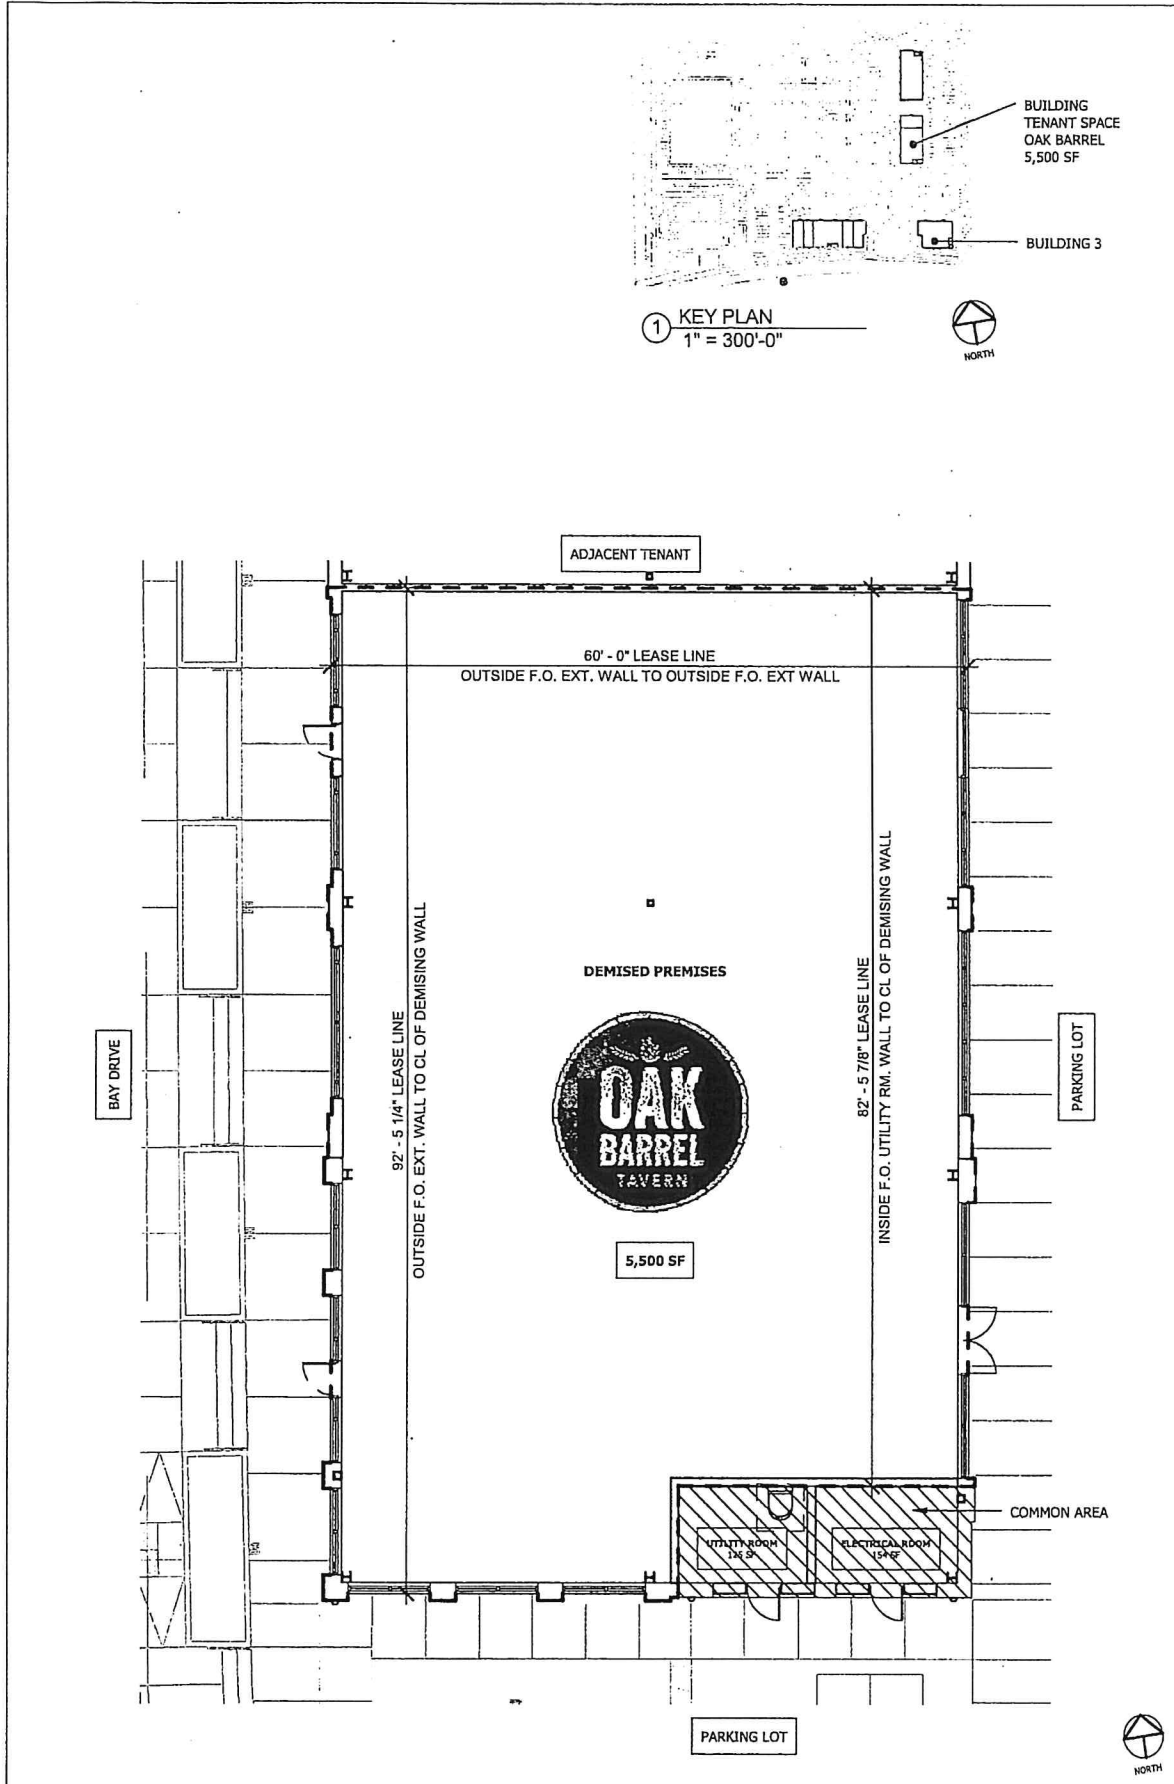 BUILDING
TENANT SPACE
OAK BARREL
5,500 SF
BUILDING 3
1
KEY PLAN
1" = 300'-0"
NORTH
ADJACENT TENANT
60' - 0" LEASE LINE
OUTSIDE F.O. EXT. WALL TO OUTSIDE F.O. EXT WALL
92' - 5 1/4" LEASE LINE
OUTSIDE F.O. EXT. WALL TO CL OF DEMISING WALL
82' - 5 7/8" LEASE LINE
INSIDE F.O. UTILITY RM. WALL TO CL OF DEMISING WALL
DEMISED PREMISES
OAK
BARREL
TAVERN
5,500 SF
BAY DRIVE
PARKING LOT
COMMON AREA
UTILITY ROOM
125 SF
ELECTRICAL ROOM
154 SF
PARKING LOT
NORTH